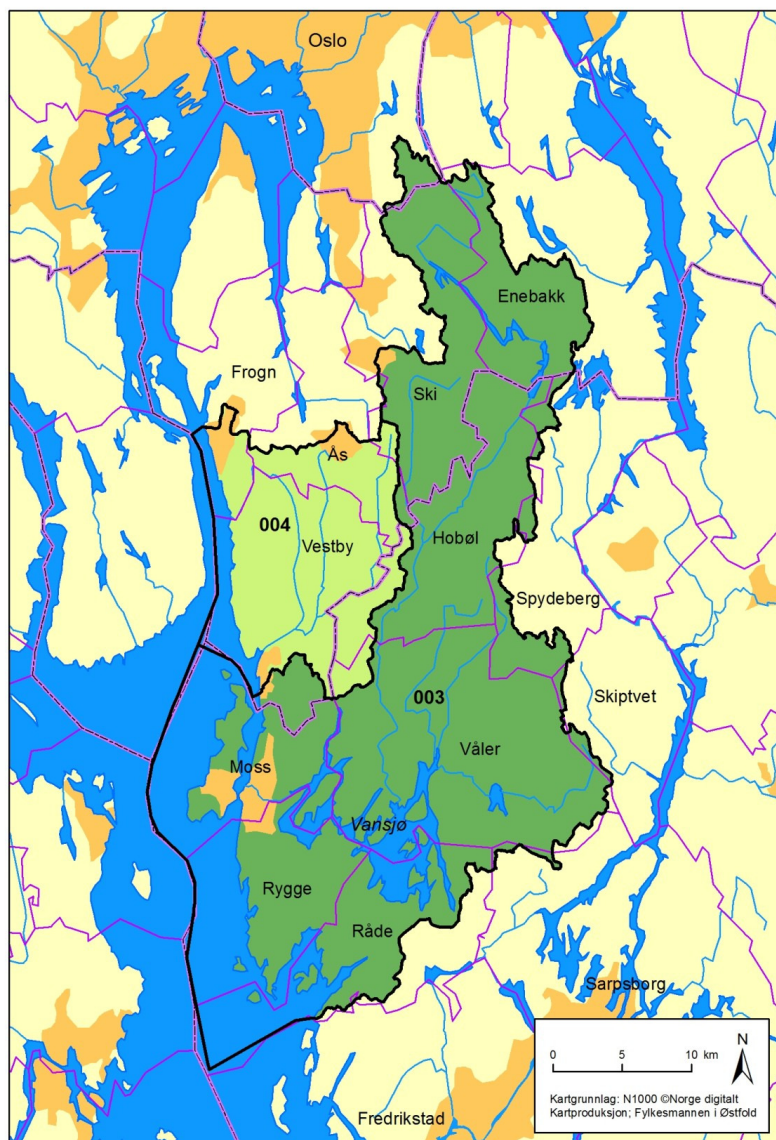 Oslo
Enebakk
Frogn
Ski
Ås
004
Vestby
Hobøl
Spydeberg
Skiptvet
003
Våler
Moss
Vansjø
Rygge
Råde
Sarpsborg
Fredrikstad
N
0 5 10 km
Kartgrunnlag: N1000 ©Norge digitalt
Kartproduksjon; Fylkesmannen i Østfold